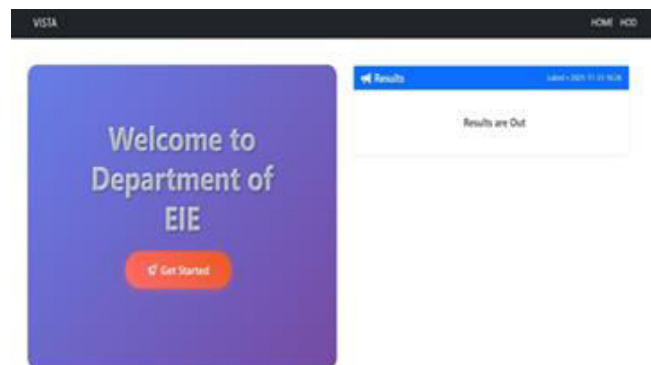 VISTA
HOME HOD
Welcome to
Department of
EIE
Get Started
Results
Results are Out